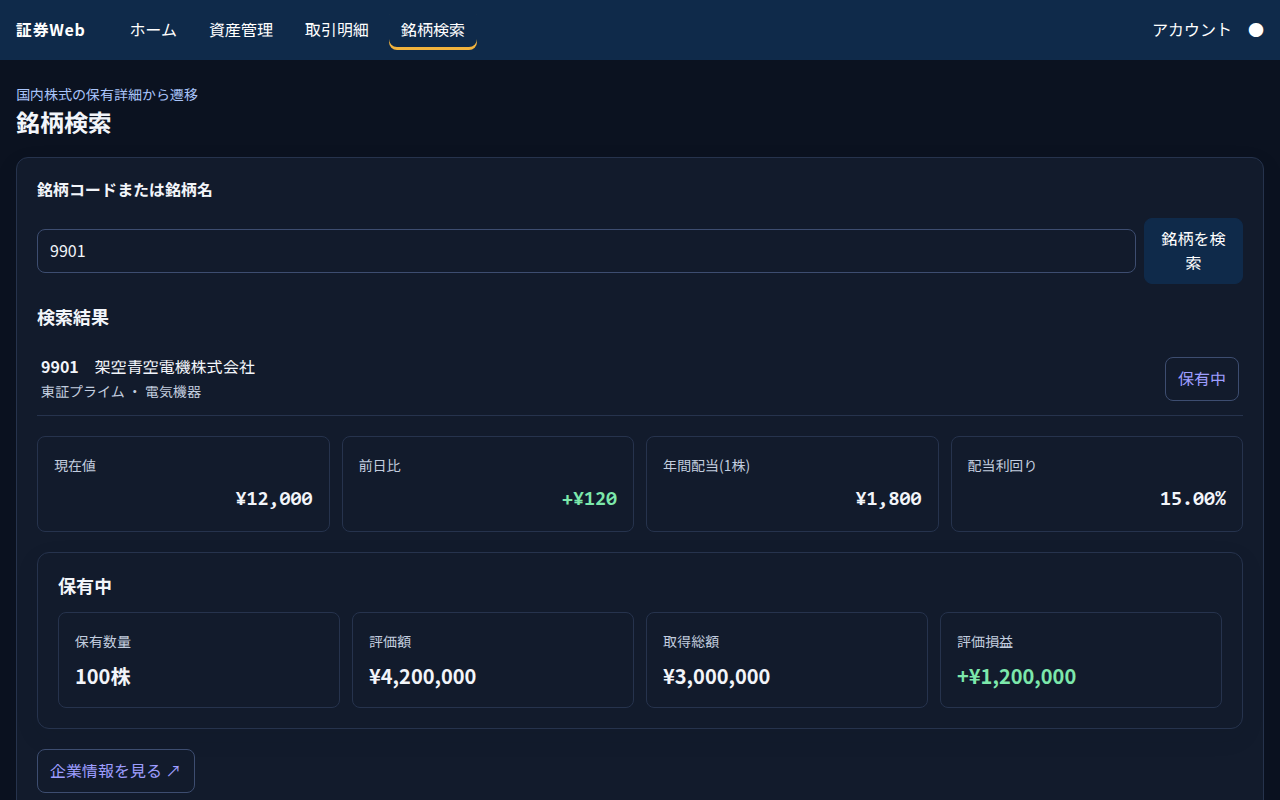 証券Web ホーム 資産管理 取引明細 銘柄検索 アカウント
国内株式の保有詳細から遷移
銘柄検索
銘柄コードまたは銘柄名
9901
銘柄を検
索
検索結果
9901 架空青空電機株式会社
東証プライム ・ 電気機器
保有中
現在値 前日比 年間配当(1株) 配当利回り
¥12,000 +¥120 ¥1,800 15.00%
保有中
保有数量 評価額 取得総額 評価損益
100株 ¥4,200,000 ¥3,000,000 +¥1,200,000
企業情報を見る ↗